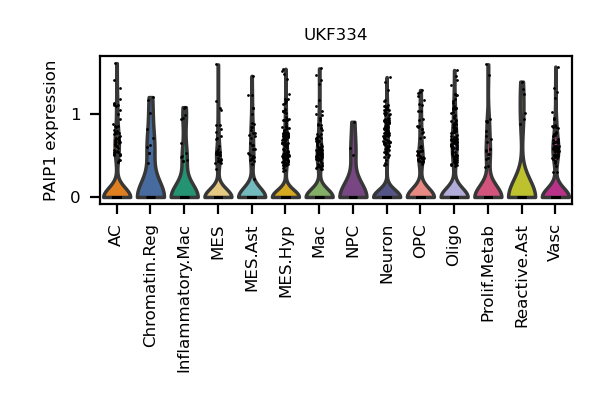 UKF334
PAIP1 expression
1
0
AC
Chromatin.Reg
Inflammatory.Mac
MES
MES.Ast
MES.Hyp
Mac
NPC
Neuron
OPC
Oligo
Prolif.Metab
Reactive.Ast
Vasc